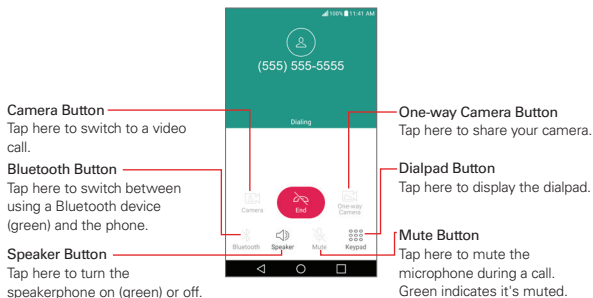 100% 11:41 AM
(555) 555-5555
Dialing
Camera Button
Tap here to switch to a video
call.
Bluetooth Button
Tap here to switch between
using a Bluetooth device
(green) and the phone.
Speaker Button
Tap here to turn the
speakerphone on (green) or off.
Camera
End
One-way
Camera
Bluetooth
Speaker
Mute
Keypad
One-way Camera Button
Tap here to share your camera.
Dialpad Button
Tap here to display the dialpad.
Mute Button
Tap here to mute the
microphone during a call.
Green indicates it's muted.